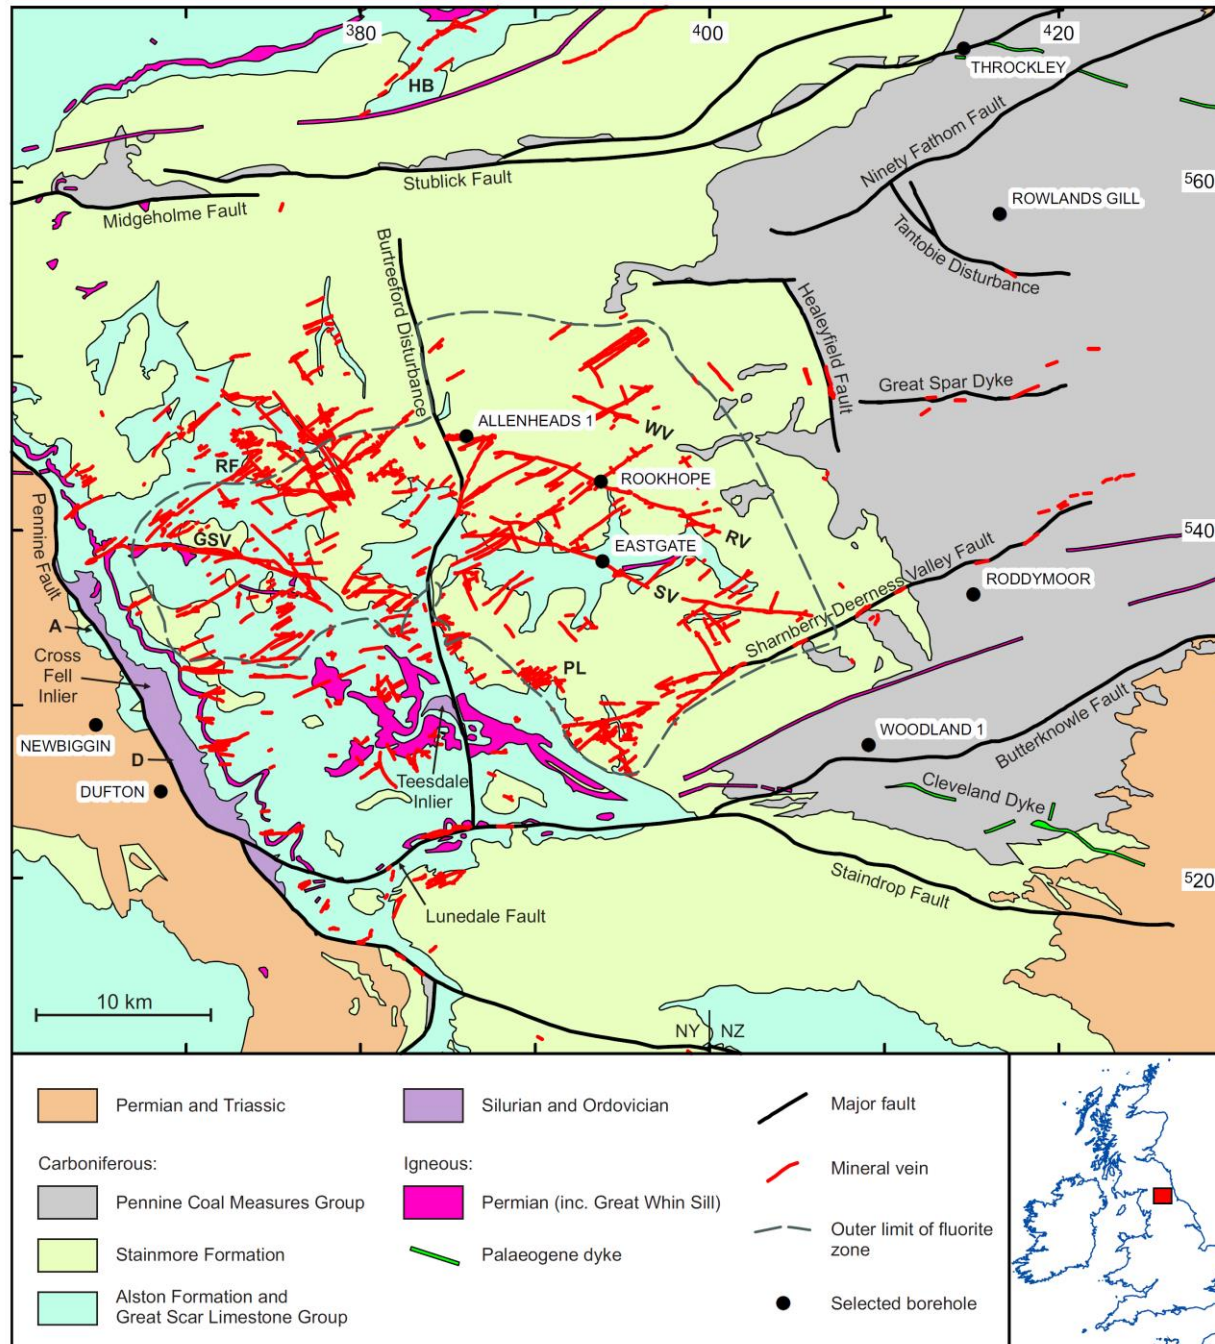 ³80
⁴00
⁴20
HB
THROCKLEY
Ninety Fathom Fault
Stublick Fault
⁵60
Midgeholme Fault
ROWLANDS GILL
Tantobie Disturbance
Burtreeford Disturbance
Healeyfield Fault
Great Spar Dyke
ALLENHEADS 1
WV
RF
ROOKHOPE
Pennine Fault
GSV
RV
⁵40
EASTGATE
SV
RODDYMOOR
Sharnberry-Deerness Valley Fault
A
Cross
Fell
Inlier
PL
NEWBIGGIN
WOODLAND 1
Butterknowle Fault
D
DUFTON
Teesdale
Inlier
Cleveland Dyke
⁵20
Staindrop Fault
Lunedale Fault
10 km
NY
NZ
Permian and Triassic
Silurian and Ordovician
Major fault
Carboniferous:
Igneous:
Mineral vein
Pennine Coal Measures Group
Permian (inc. Great Whin Sill)
Outer limit of fluorite
zone
Stainmore Formation
Palaeogene dyke
Alston Formation and
Great Scar Limestone Group
Selected borehole